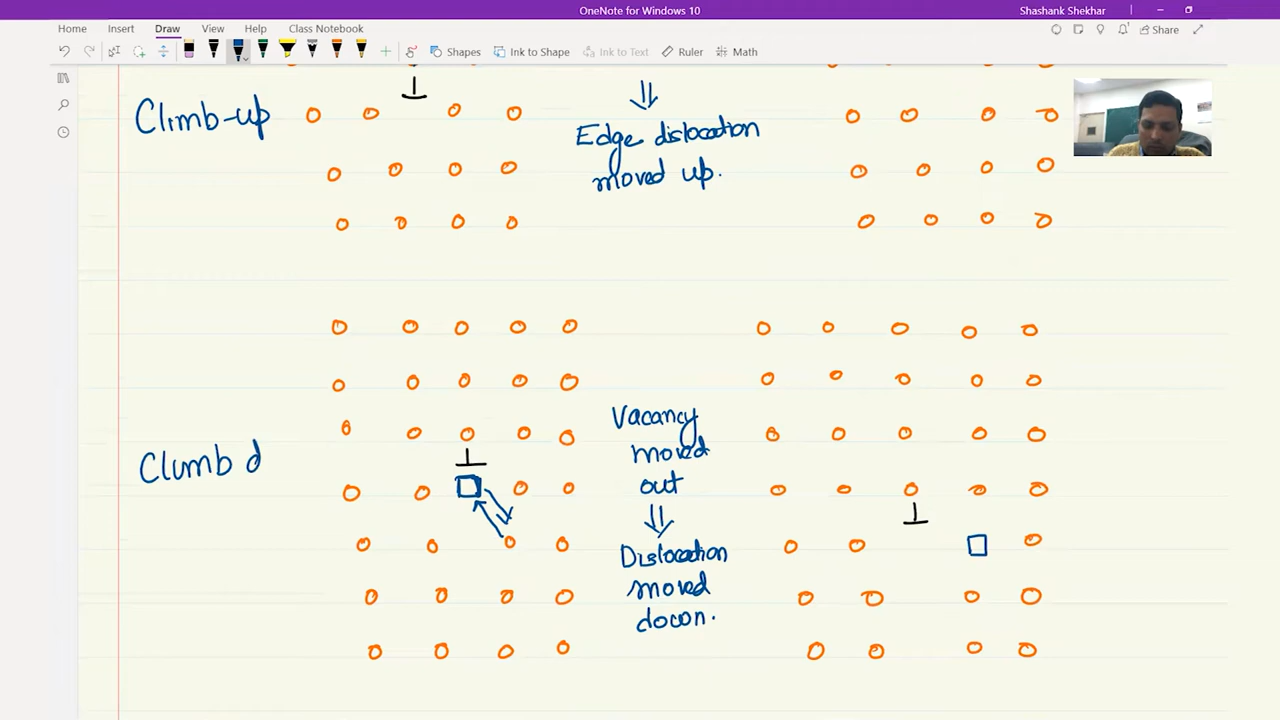 OneNote for Windows 10
Shashank Shekhar
Home Insert Draw View Help Class Notebook
Shapes Ink to Shape Ink to Text Ruler Math Share
Climb-up
Edge dislocation
moved up.
Climb d
Vacancy
moved
out
Dislocation
moved
down.